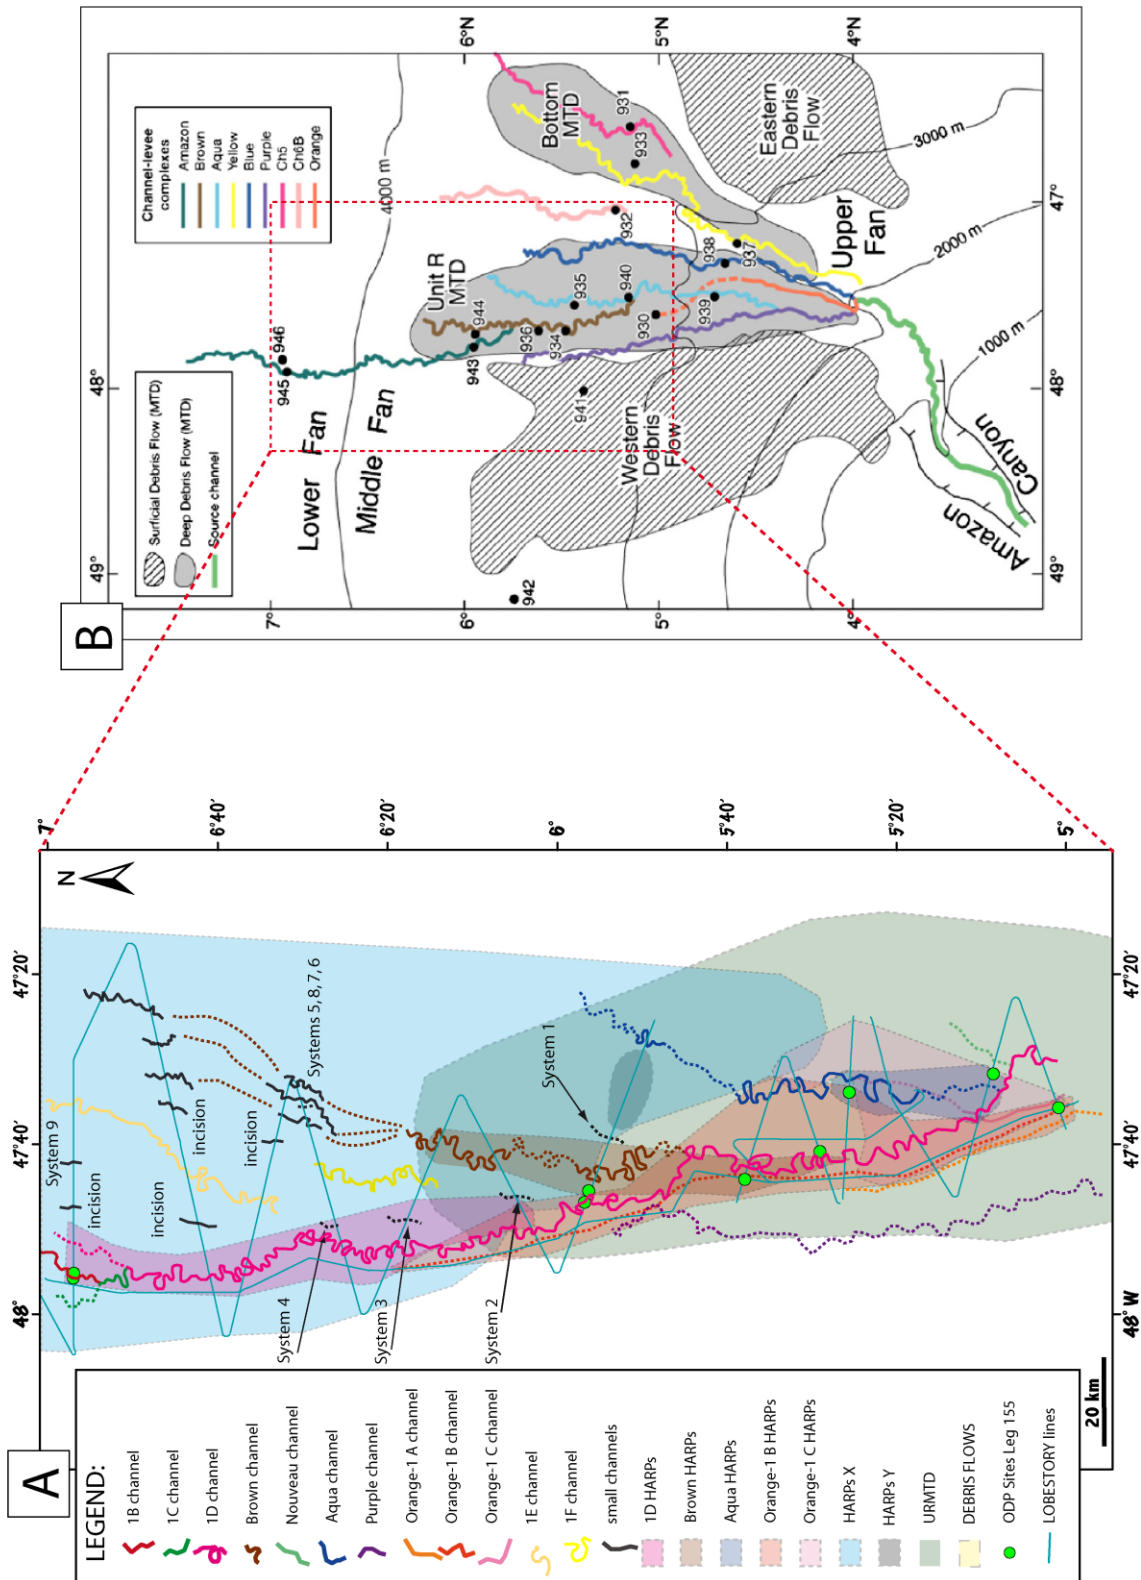 A
LEGEND:
1B channel
1C channel
1D channel
Brown channel
Nouveau channel
Aqua channel
Purple channel
Orange-1 A channel
Orange-1 B channel
Orange-1 C channel
1E channel
1F channel
small channels
1D HARPs
Brown HARPs
Aqua HARPs
Orange-1 B HARPs
Orange-1 C HARPs
HARPs X
HARPs Y
URMTD
DEBRIS FLOWS
ODP Sites Leg 155
LOBESTORY lines
20 km
48°
47°40'
47°20'
N
7°
6°40'
6°20'
6°
5°40'
5°20'
5°
48° W
47°40'
47°20'
System 9
incision
incision
incision
incision
Systems 5, 8, 7, 6
System 4
System 3
System 2
System 1
B
49°
48°
Surficial Debris Flow (MTD)
Deep Debris Flow (MTD)
Source channel
Channel-levee
complexes
Amazon
Brown
Aqua
Yellow
Blue
Purple
Ch5
Ch6B
Orange
7°
6°
5°
4°
6°N
5°N
4°N
49°
48°
47°
Lower Fan
Middle Fan
Upper
Fan
4000 m
3000 m
2000 m
1000 m
946
945
944
943
942
941
940
939
938
937
936
935
934
933
932
931
930
Unit R
MTD
Bottom
MTD
Western
Debris
Flow
Eastern
Debris
Flow
Amazon
Canyon